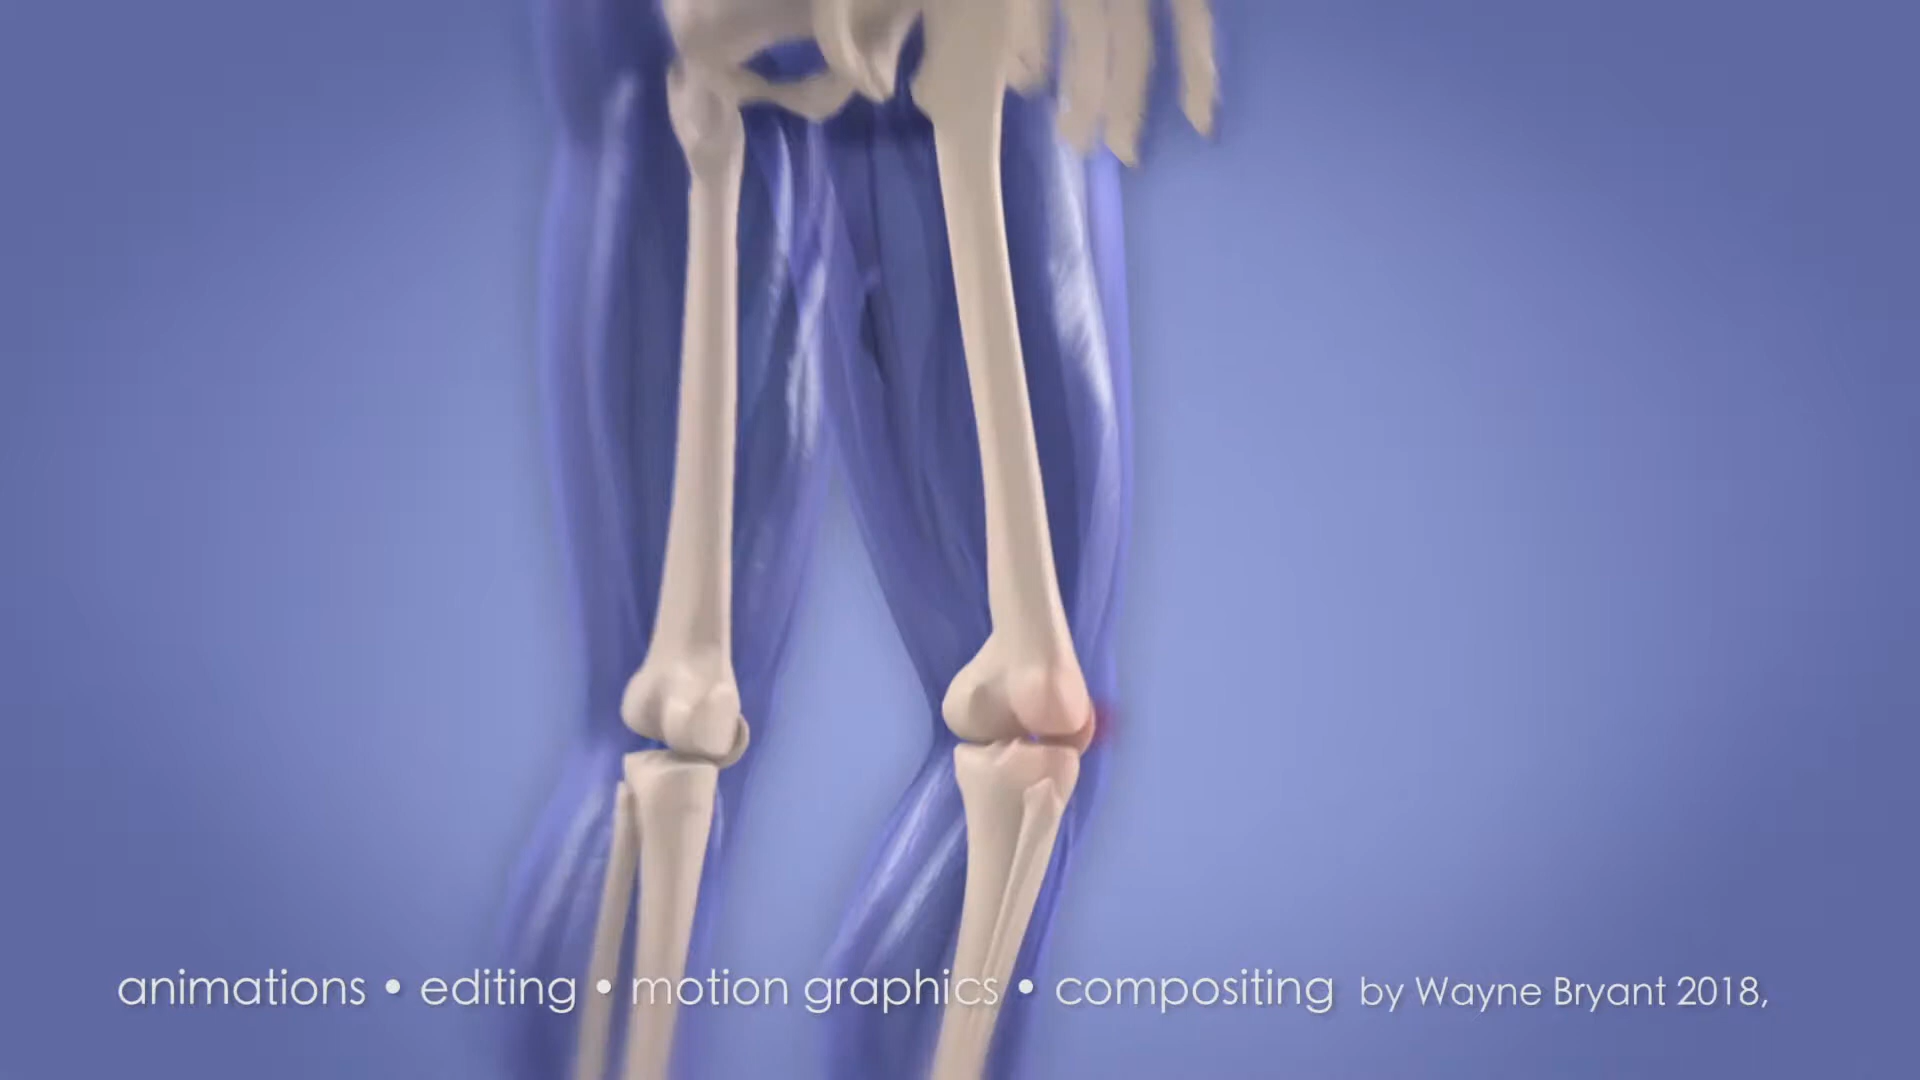 animations • editing • motion graphics • compositing by Wayne Bryant 2018,